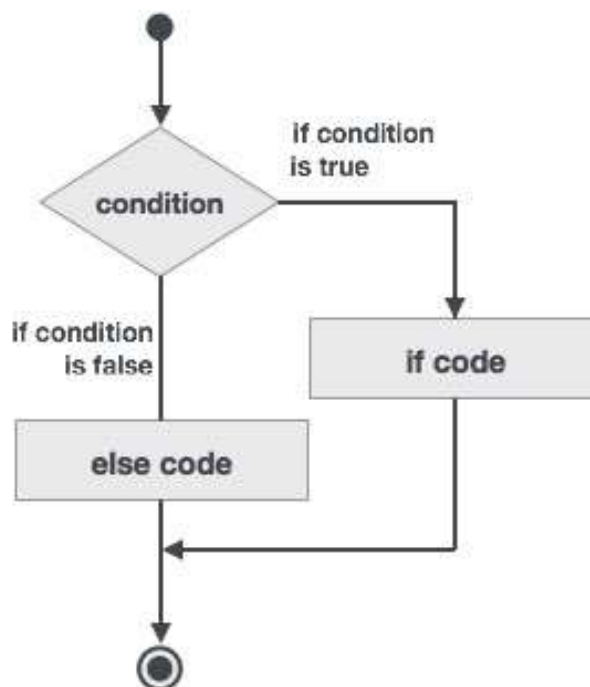 if condition
is true
condition
if condition
is false
if code
else code